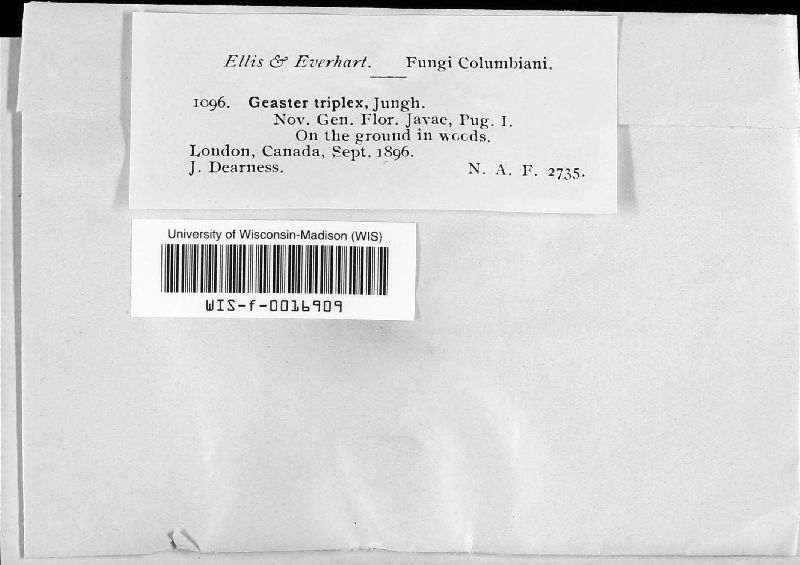 Ellis & Everhart. Fungi Columbiani.
1096. Geaster triplex, Jungh.
Nov. Gen. Flor. Javae, Pug. I.
On the ground in woods.
London, Canada, Sept. 1896.
J. Dearness. N. A. F. 2735.
University of Wisconsin-Madison (WIS)
WIS-f-0016909